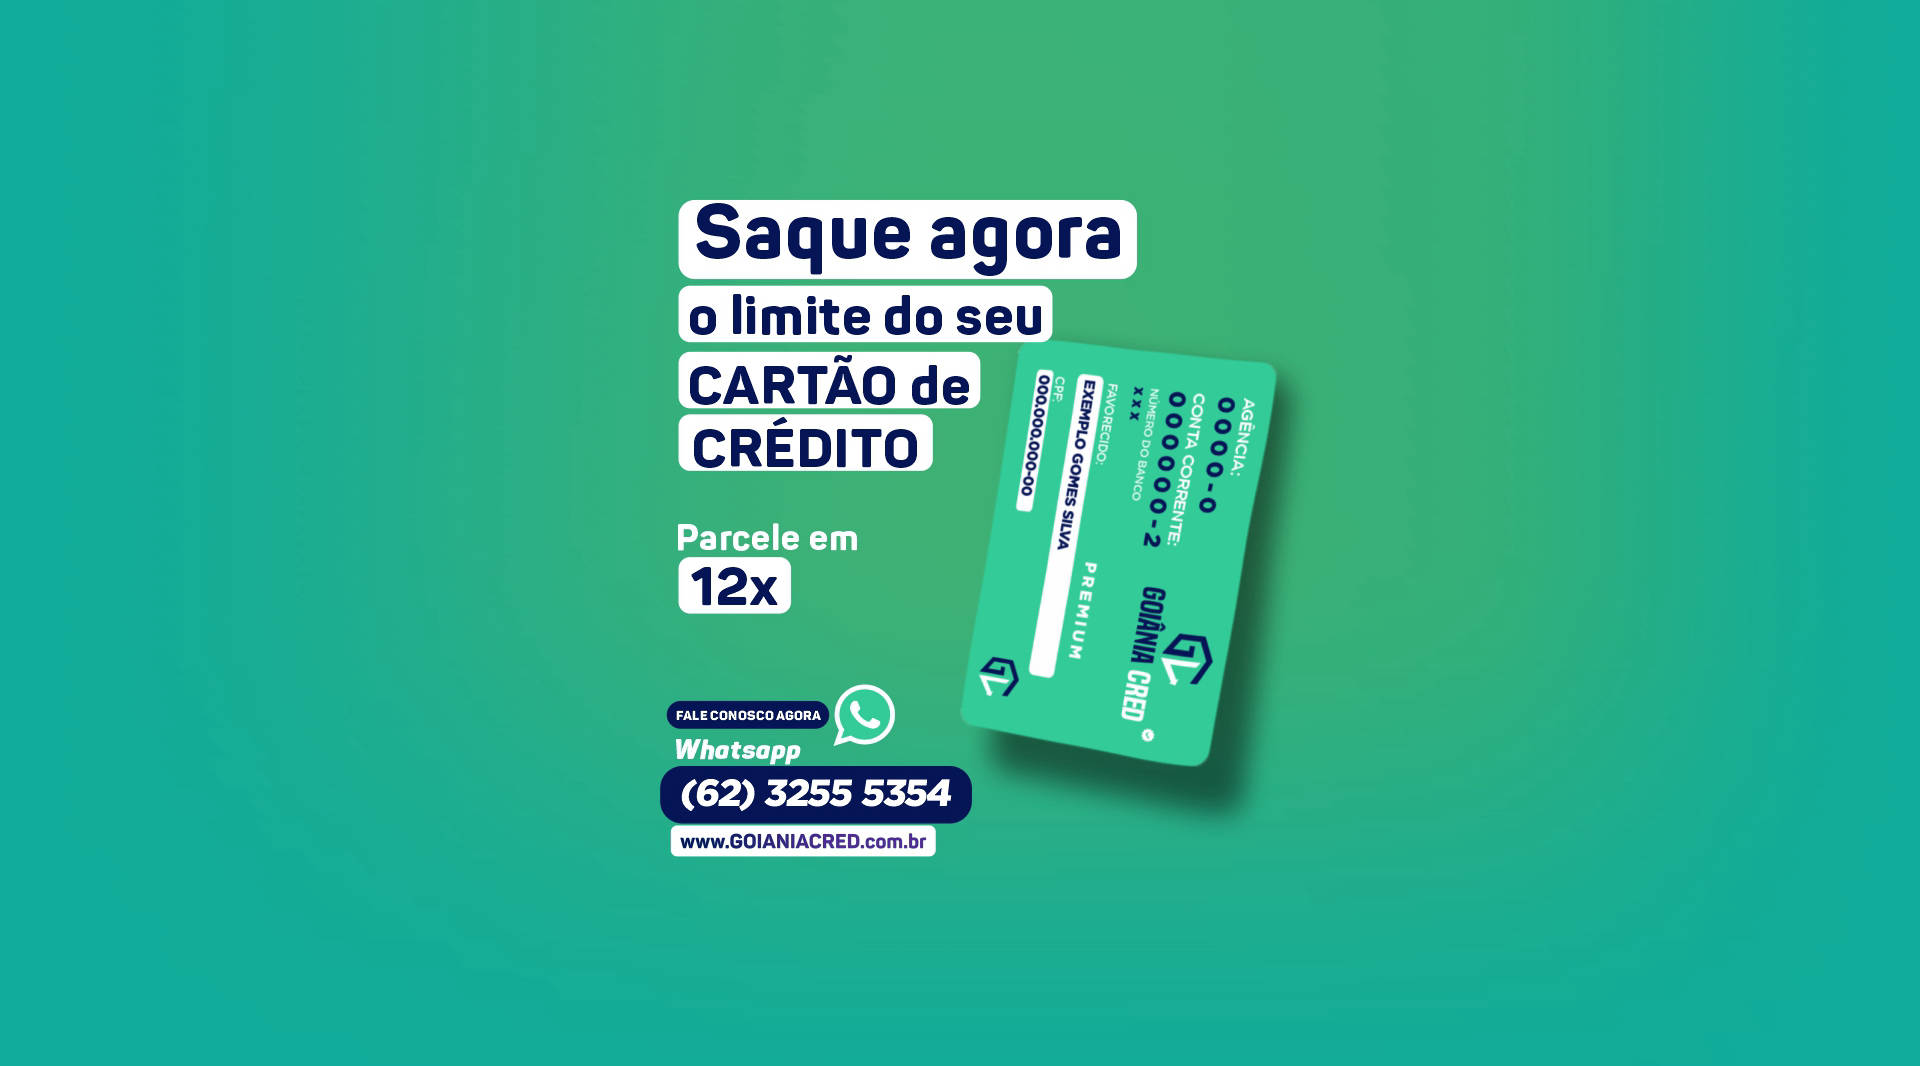 Saque agora
o limite do seu
CARTÃO de
CRÉDITO
Parcele em
12x
FALE CONOSCO AGORA
Whatsapp
(62) 3255 5354
www.GOIANIACRED.com.br
AGÊNCIA:
0000-0
CONTA CORRENTE:
000000-2
NÚMERO DO BANCO
xxx
FAVORECIDO:
EXEMPLO GOMES SILVA
CPF:
000.000.000-00
PREMIUM
GOIÂNIA CRED